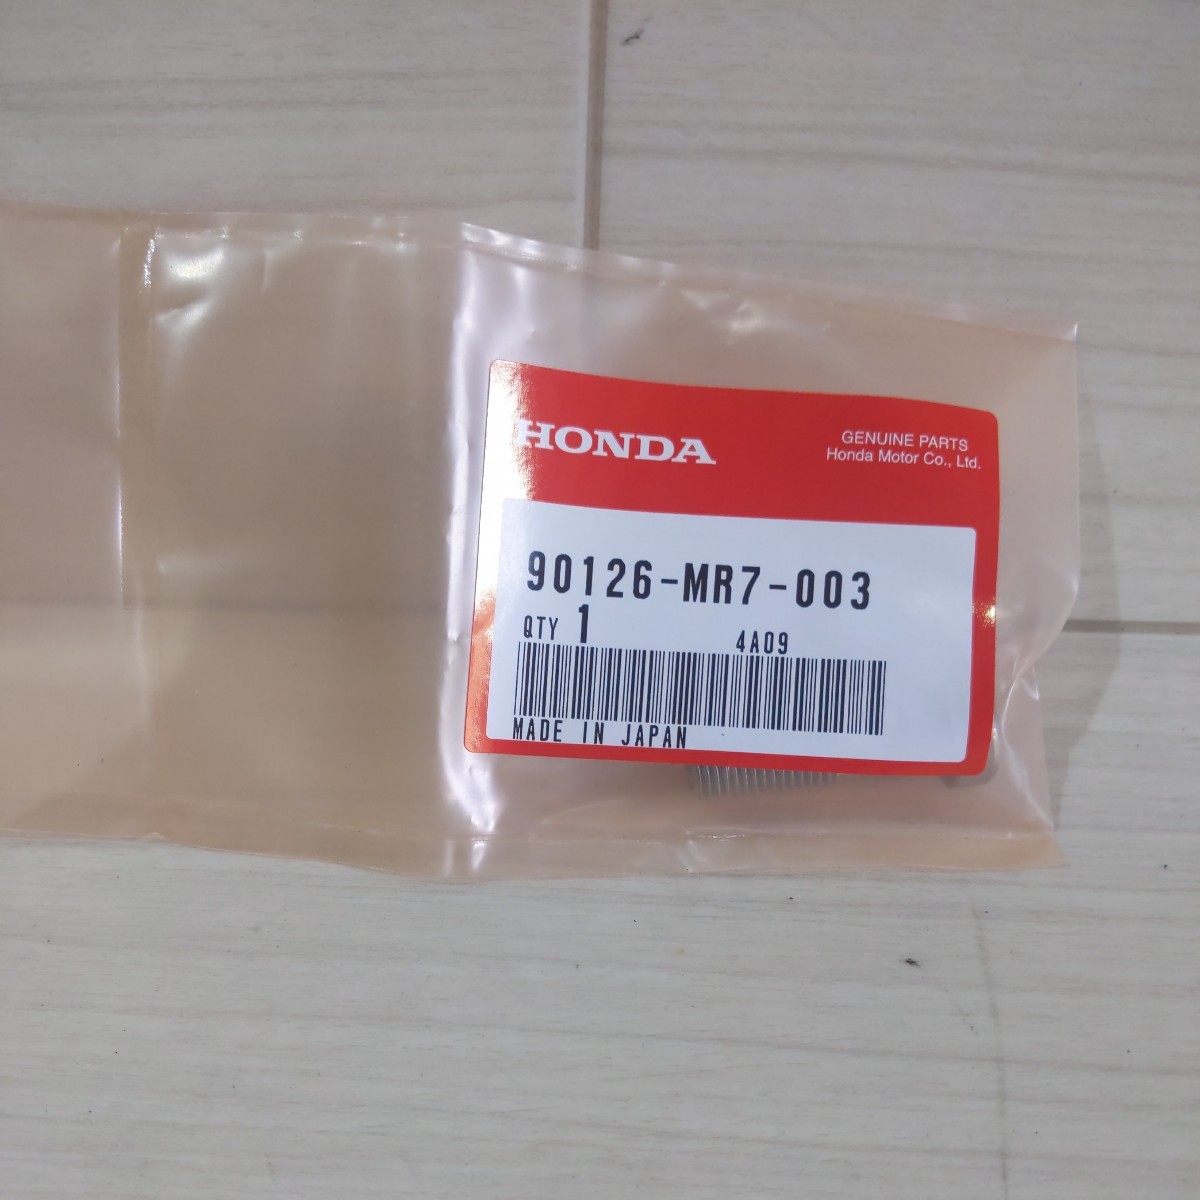 HONDA
GENUINE PARTS
Honda Motor Co., Ltd.
90126-MR7-003
QTY 1 4A09
MADE IN JAPAN